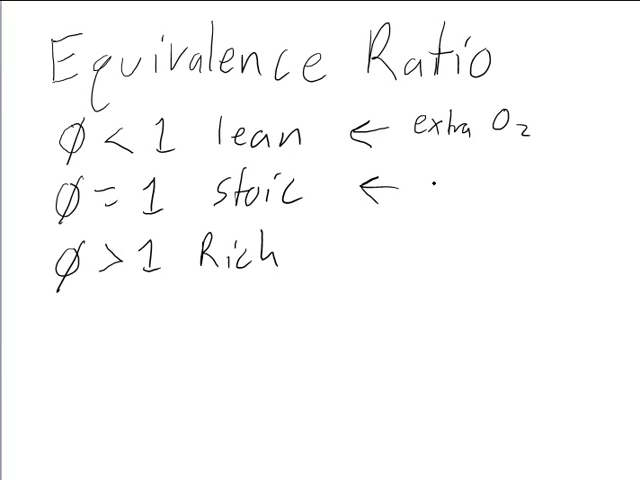 Equivalence Ratio
φ < 1 lean ← extra O₂
φ = 1 stoic ← .
φ > 1 Rich